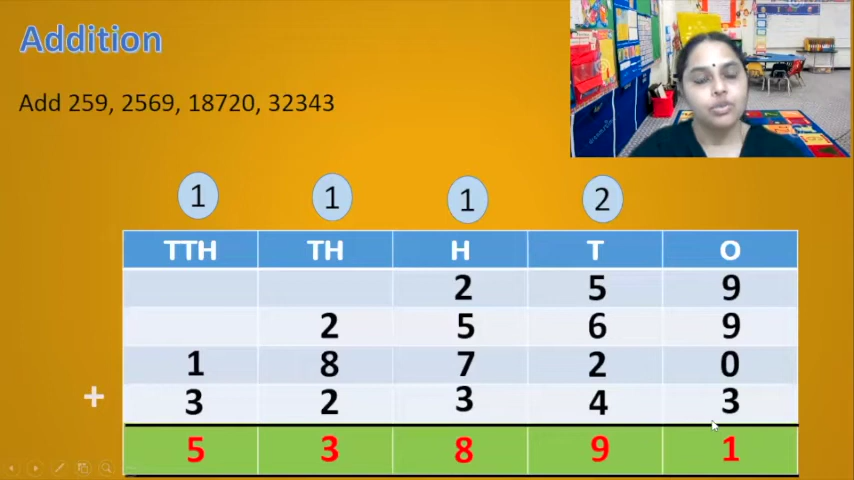 Addition
Add 259, 2569, 18720, 32343
1 1 1 2
TTH TH H T O
2 5 9
2 5 6 9
1 8 7 2 0
+ 3 2 3 4 3
5 3 8 9 1